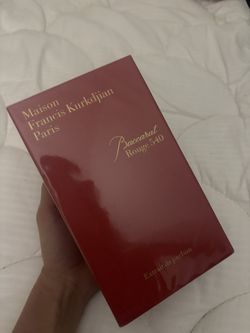 Maison
Francis Kurkdjian
Paris
Baccarat
Rouge 540
Extrait de parfum